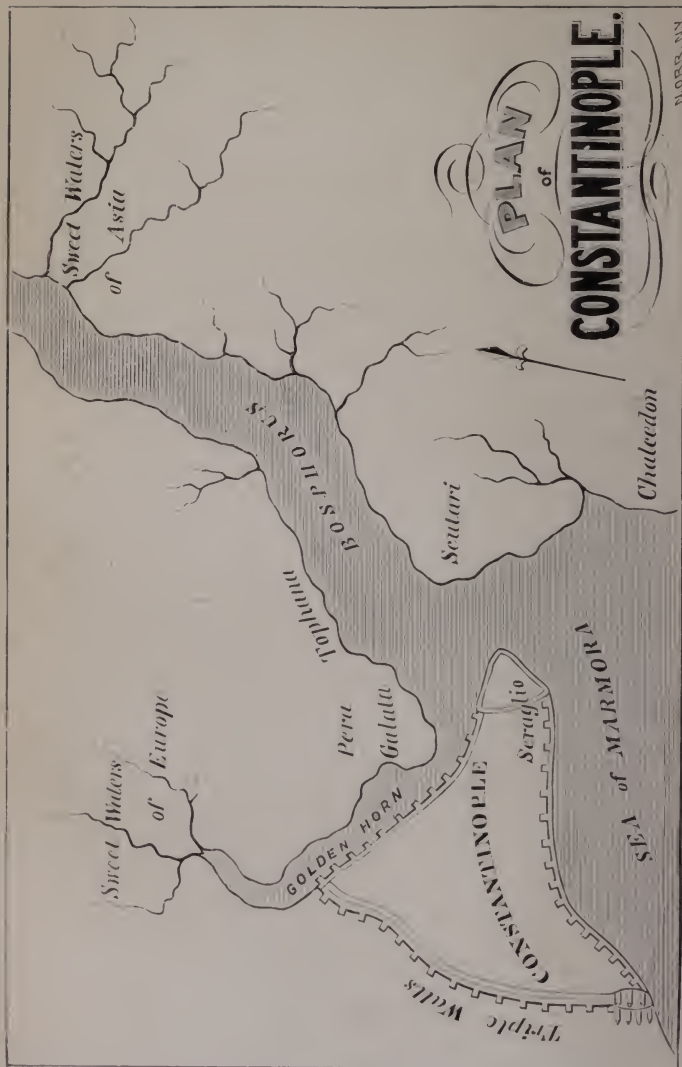 PLAN
of
CONSTANTINOPLE.
N.ORR. N.Y.
Sweet Waters
of Asia
BOSPHORUS
Sweet Waters
of Europe
Tophana
Pera
Galata
GOLDEN HORN
Scutari
Chalcedon
Seraglio
CONSTANTINOPLE
SEA of MARMORA
Triple Walls